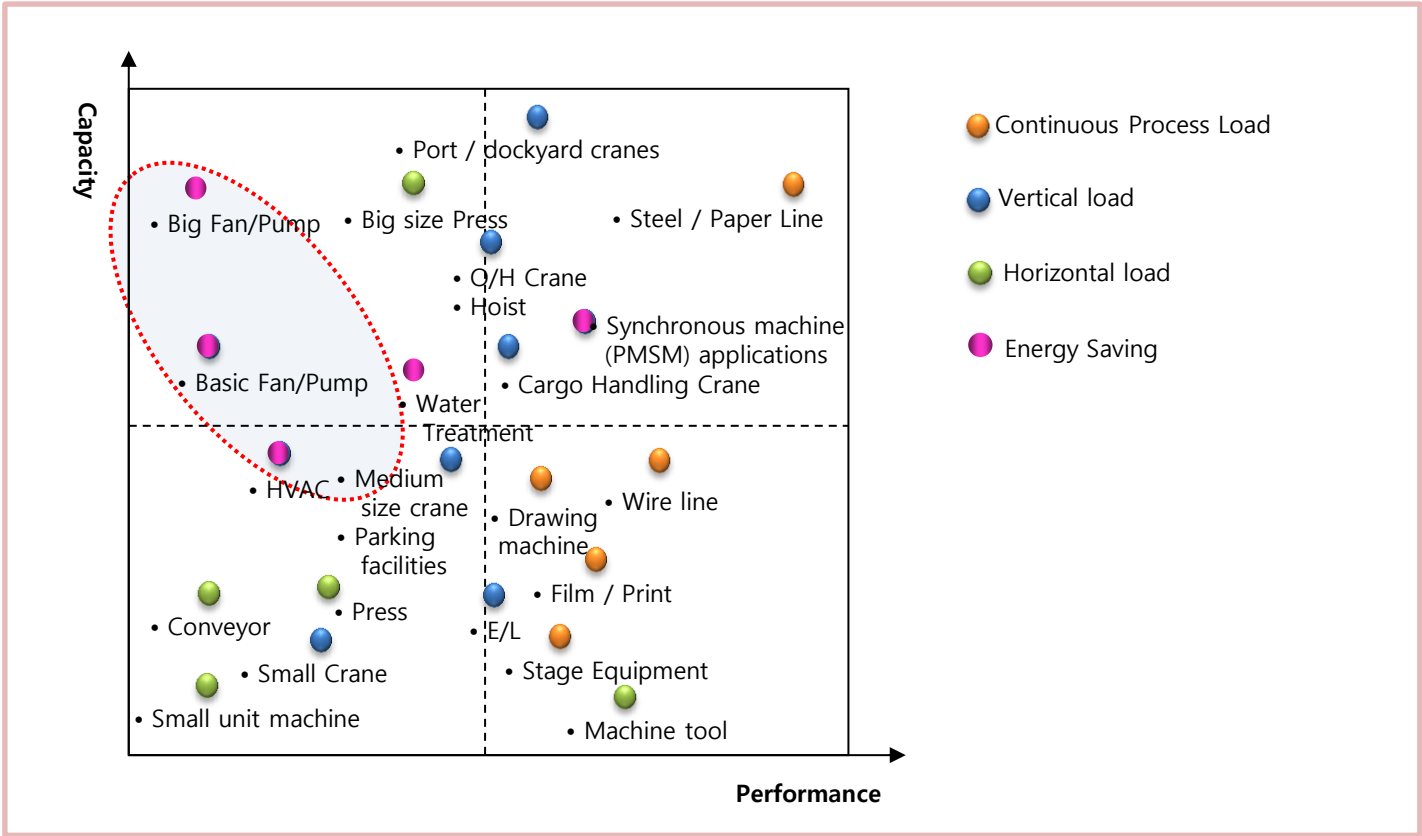 Capacity
• Port / dockyard cranes
• Big Fan/Pump
• Big size Press
• Steel / Paper Line
• O/H Crane
• Hoist
• Synchronous machine
(PMSM) applications
• Basic Fan/Pump
• Cargo Handling Crane
• Water
Treatment
• HVAC
• Medium
size crane
• Parking
facilities
• Drawing
machine
• Wire line
• Conveyor
• Press
• E/L
• Film / Print
• Small Crane
• Stage Equipment
• Small unit machine
• Machine tool
Performance
Continuous Process Load
Vertical load
Horizontal load
Energy Saving